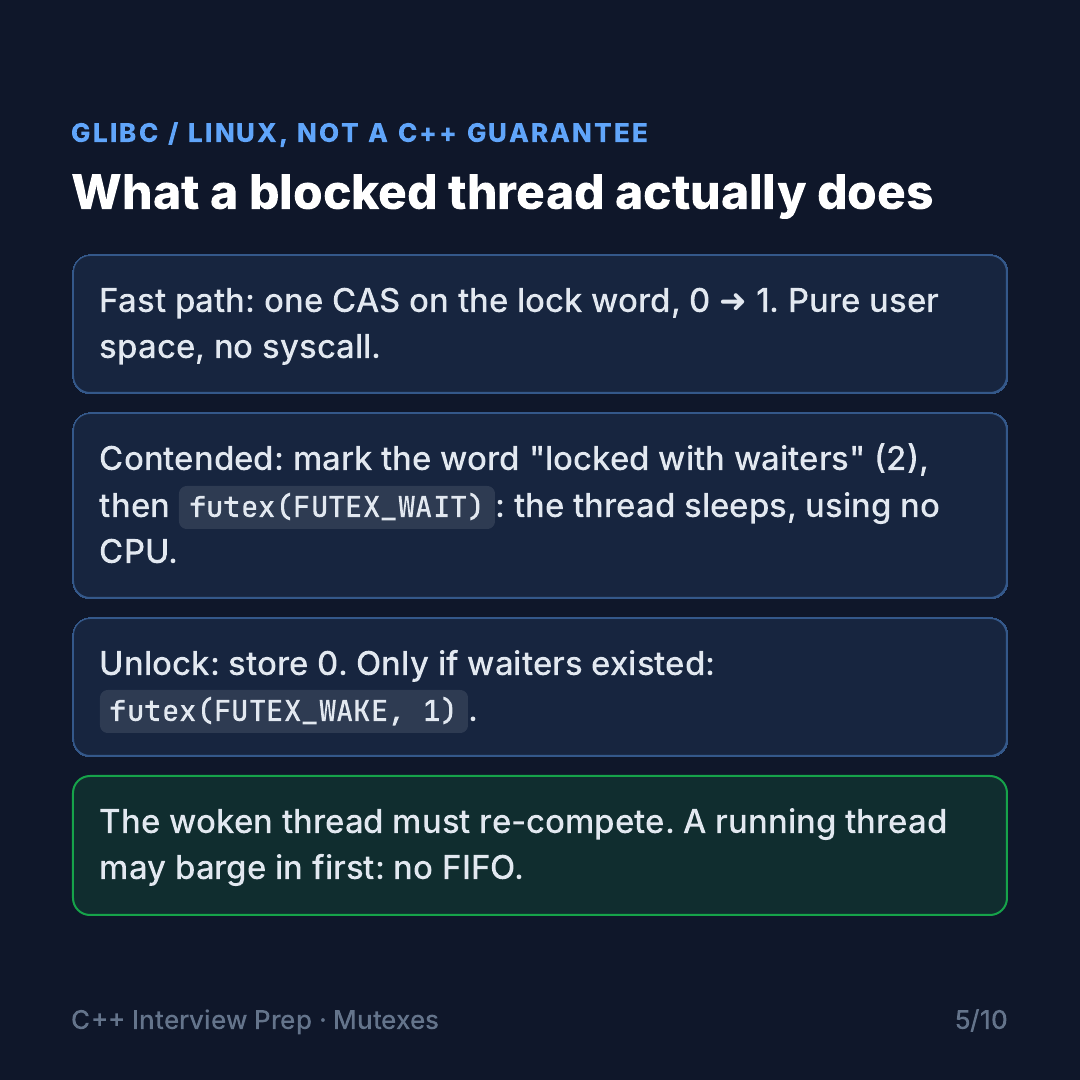 GLIBC / LINUX, NOT A C++ GUARANTEE
What a blocked thread actually does
Fast path: one CAS on the lock word, 0 → 1. Pure user
space, no syscall.
Contended: mark the word "locked with waiters" (2),
then futex(FUTEX_WAIT): the thread sleeps, using no
CPU.
Unlock: store 0. Only if waiters existed:
futex(FUTEX_WAKE, 1).
The woken thread must re-compete. A running thread
may barge in first: no FIFO.
C++ Interview Prep · Mutexes
5/10